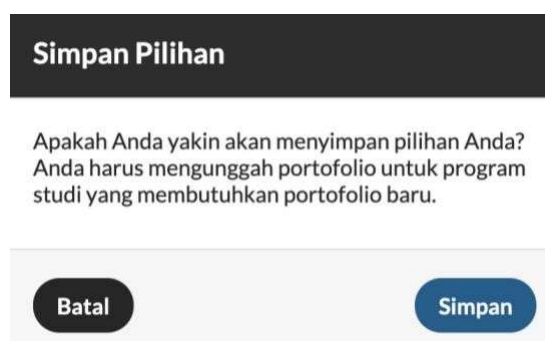 Simpan Pilihan
Apakah Anda yakin akan menyimpan pilihan Anda?
Anda harus mengunggah portofolio untuk program
studi yang membutuhkan portofolio baru.
Batal
Simpan